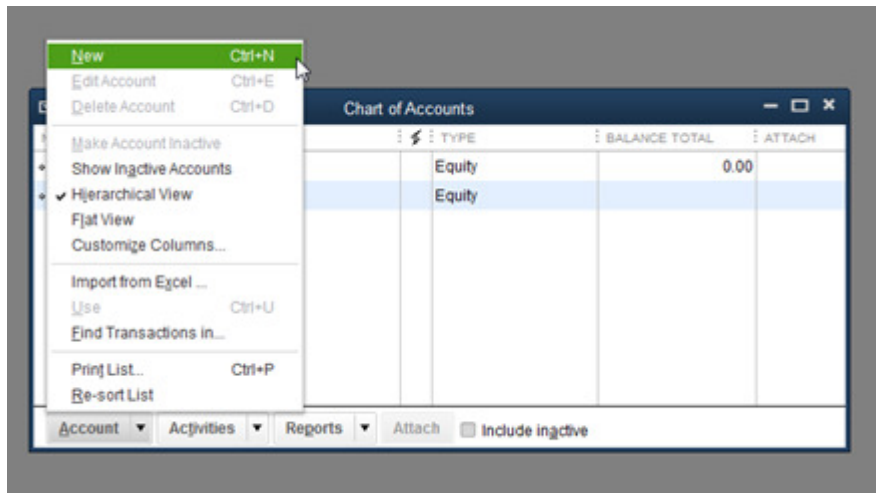 New Ctrl+N
Edit Account Ctrl+E
Delete Account Ctrl+D
Chart of Accounts
Make Account Inactive
TYPE BALANCE TOTAL ATTACH
Show Inactive Accounts
Equity 0.00
Hierarchical View
Equity
Flat View
Customize Columns...
Import from Excel ...
Use Ctrl+U
Find Transactions in...
Print List... Ctrl+P
Re-sort List
Account Activities Reports Attach Include inactive